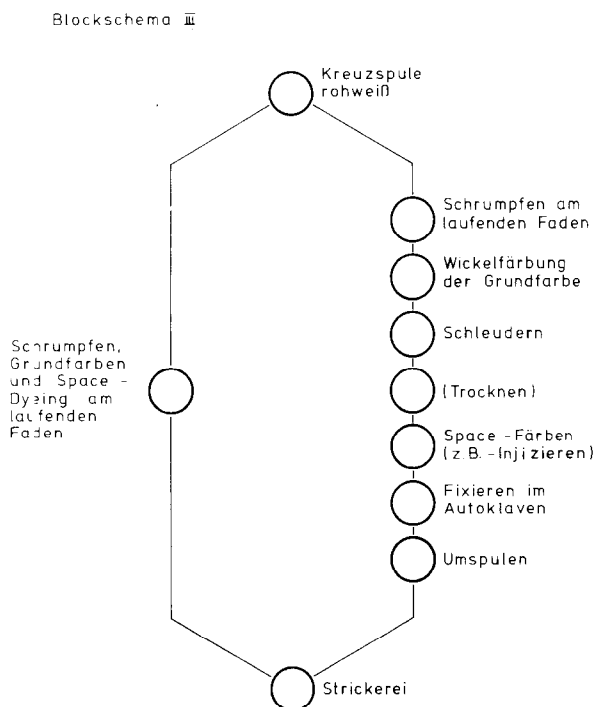 Blockschema III
Kreuzspule
rohweiß
Schrumpfen am
laufenden Faden
Wickelfärbung
der Grundfarbe
Schleudern
(Trocknen)
Space-Färben
(z.B.-Injizieren)
Fixieren im
Autoklaven
Umspulen
Schrumpfen,
Grundfarben
und Space-
Dyeing am
laufenden
Faden
Strickerei